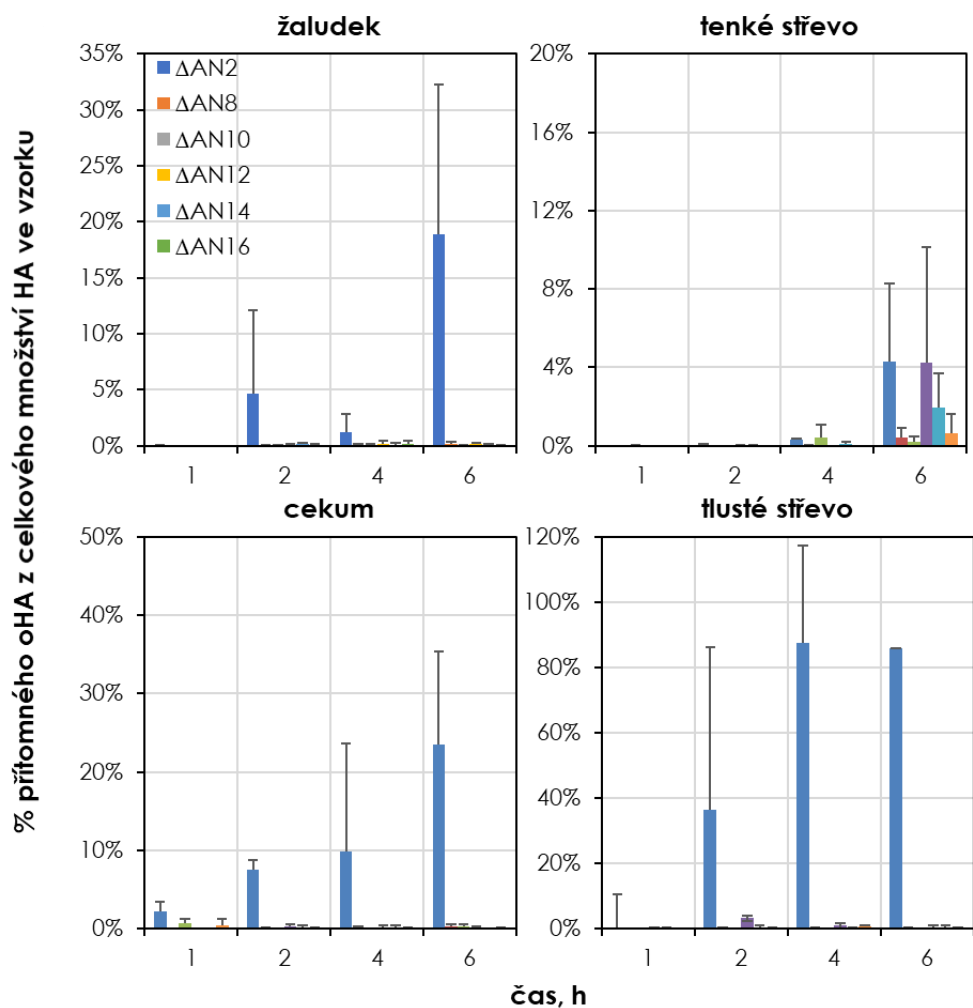 % přítomného oHA z celkového množství HA ve vzorku
žaludek
35%
30%
25%
20%
15%
10%
5%
0%
ΔAN2
ΔAN8
ΔAN10
ΔAN12
ΔAN14
ΔAN16
1 2 4 6
tenké střevo
20%
16%
12%
8%
4%
0%
1 2 4 6
cekum
50%
40%
30%
20%
10%
0%
1 2 4 6
tlusté střevo
120%
100%
80%
60%
40%
20%
0%
1 2 4 6
čas, h